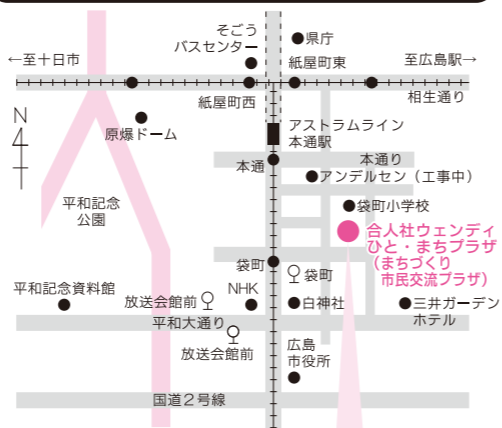 そごう
バスセンター
県庁
←至十日市
紙屋町東
至広島駅→
紙屋町西
相生通り
N
原爆ドーム
アストラムライン
本通駅
本通
本通り
アンデルセン（工事中）
平和記念
公園
袋町小学校
合人社ウェンディ
ひと・まちプラザ
（まちづくり
市民交流プラザ）
袋町
袋町
平和記念資料館
放送会館前
NHK
白神社
三井ガーデン
ホテル
平和大通り
放送会館前
広島
市役所
国道２号線